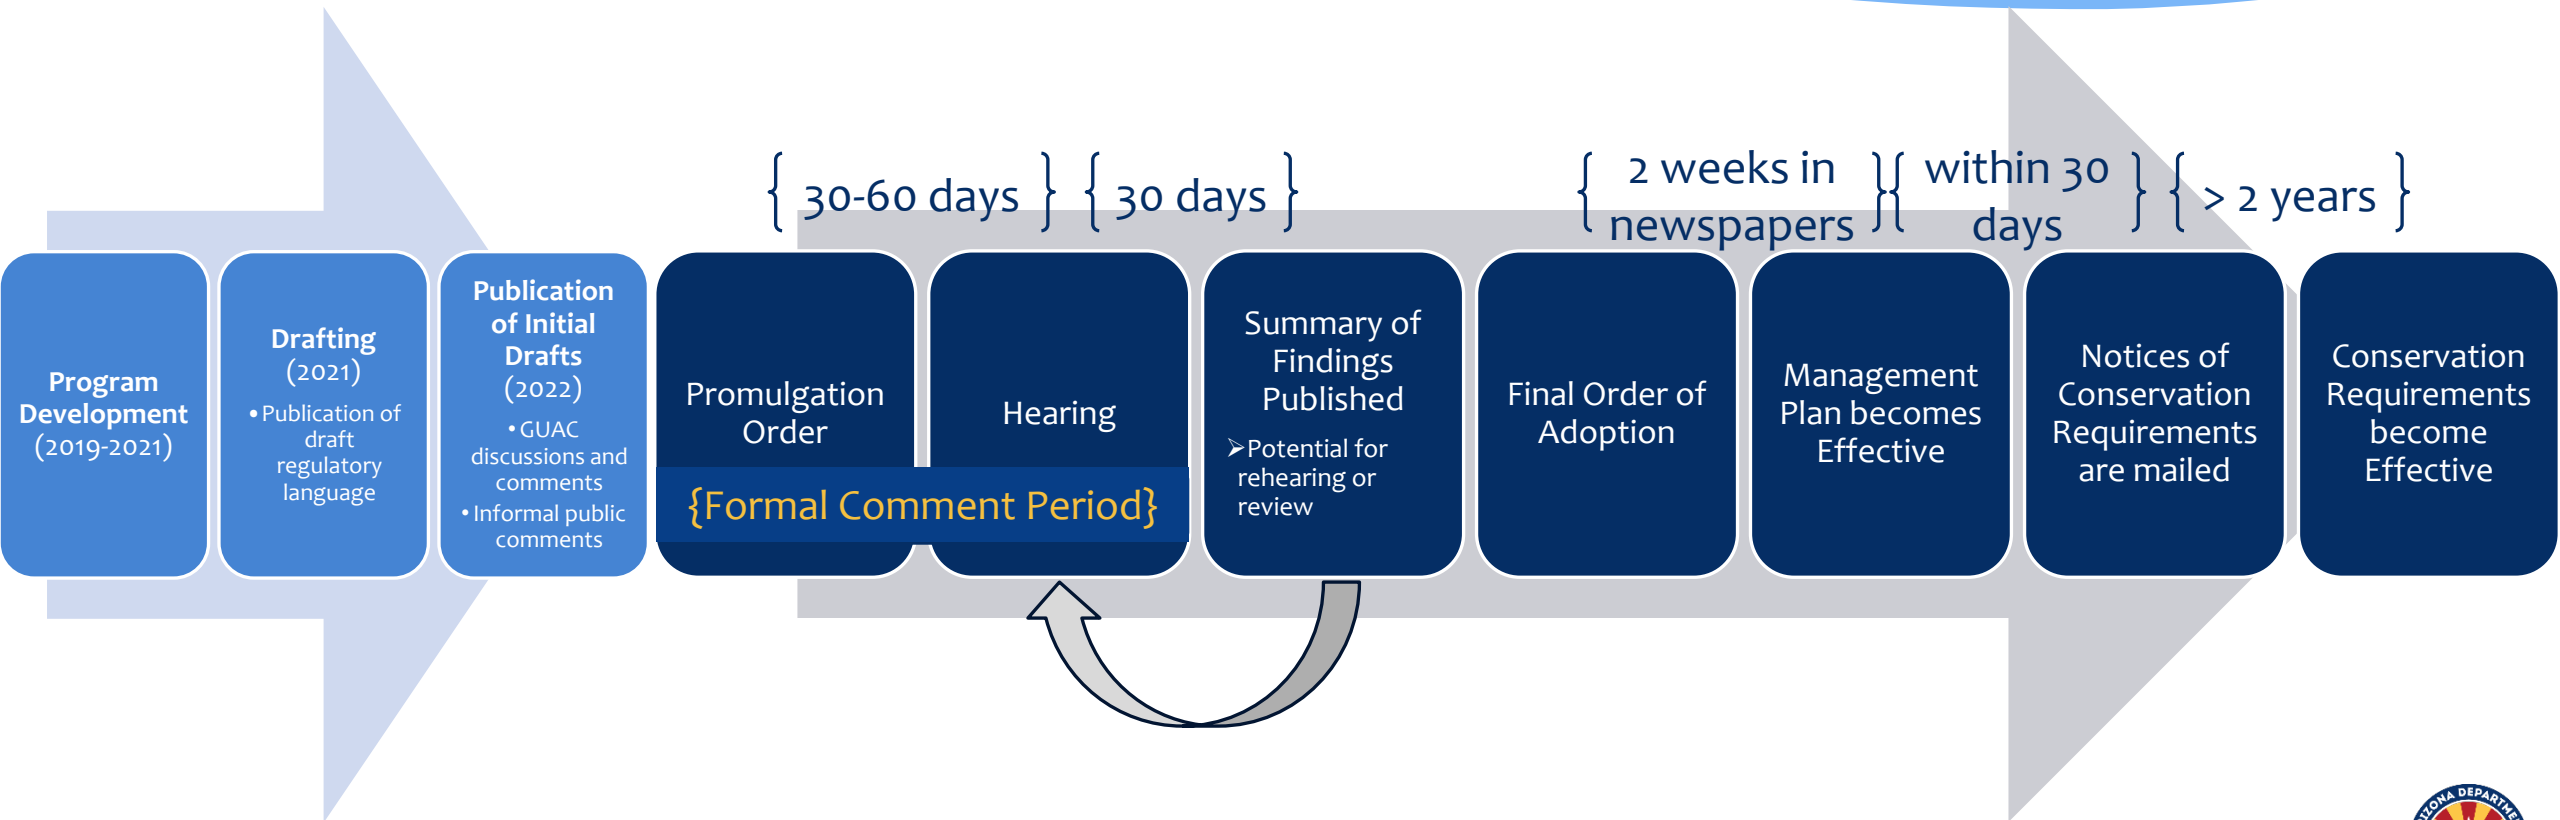 { 30-60 days }
{ 30 days }
{ 2 weeks in
newspapers }
{ within 30
days }
{ > 2 years }
Program
Development
(2019-2021)
Drafting
(2021)
• Publication of
draft
regulatory
language
Publication
of Initial
Drafts
(2022)
• GUAC
discussions and
comments
• Informal public
comments
Promulgation
Order
Hearing
{Formal Comment Period}
Summary of
Findings
Published
➢Potential for
rehearing or
review
Final Order of
Adoption
Management
Plan becomes
Effective
Notices of
Conservation
Requirements
are mailed
Conservation
Requirements
become
Effective